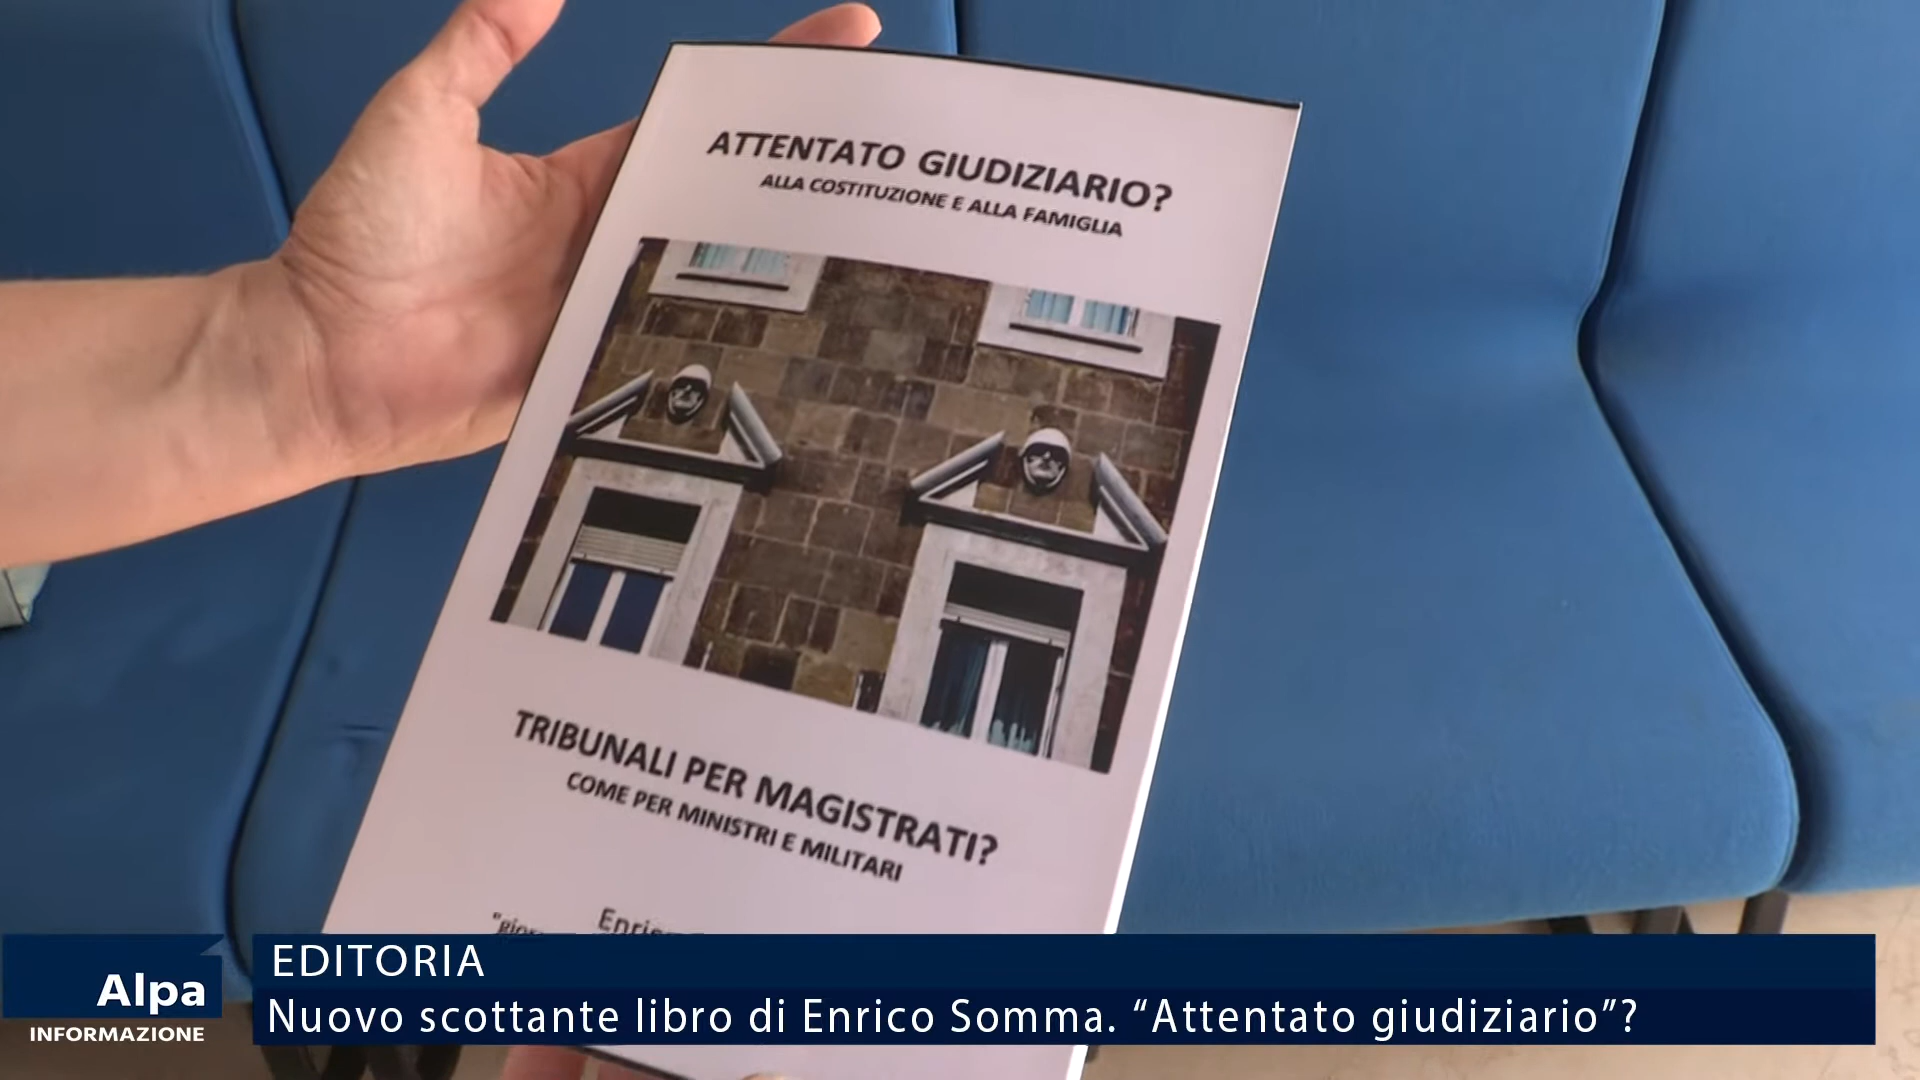 ATTENTATO GIUDIZIARIO?
ALLA COSTITUZIONE E ALLA FAMIGLIA
TRIBUNALI PER MAGISTRATI?
COME PER MINISTRI E MILITARI
EDITORIA
Nuovo scottante libro di Enrico Somma. “Attentato giudiziario”?
Alpa
INFORMAZIONE